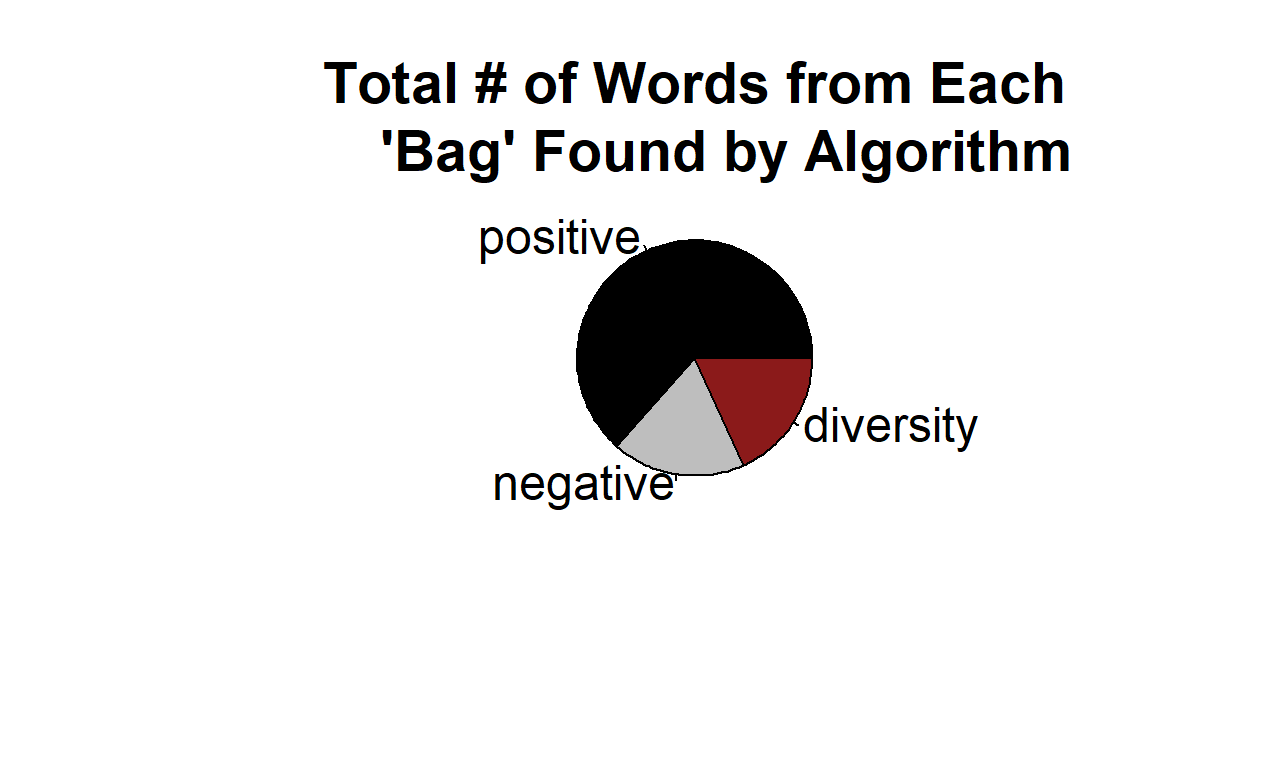 Total # of Words from Each
'Bag' Found by Algorithm
positive
diversity
negative